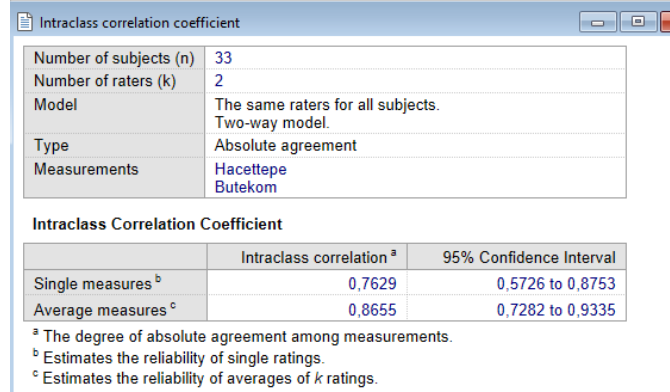 Intraclass correlation coefficient
Number of subjects (n) 33
Number of raters (k) 2
Model The same raters for all subjects.
Two-way model.
Type Absolute agreement
Measurements Hacettepe
Butekom
Intraclass Correlation Coefficient
Intraclass correlation a 95% Confidence Interval
Single measures b 0,7629 0,5726 to 0,8753
Average measures c 0,8655 0,7282 to 0,9335
a The degree of absolute agreement among measurements.
b Estimates the reliability of single ratings.
c Estimates the reliability of averages of k ratings.